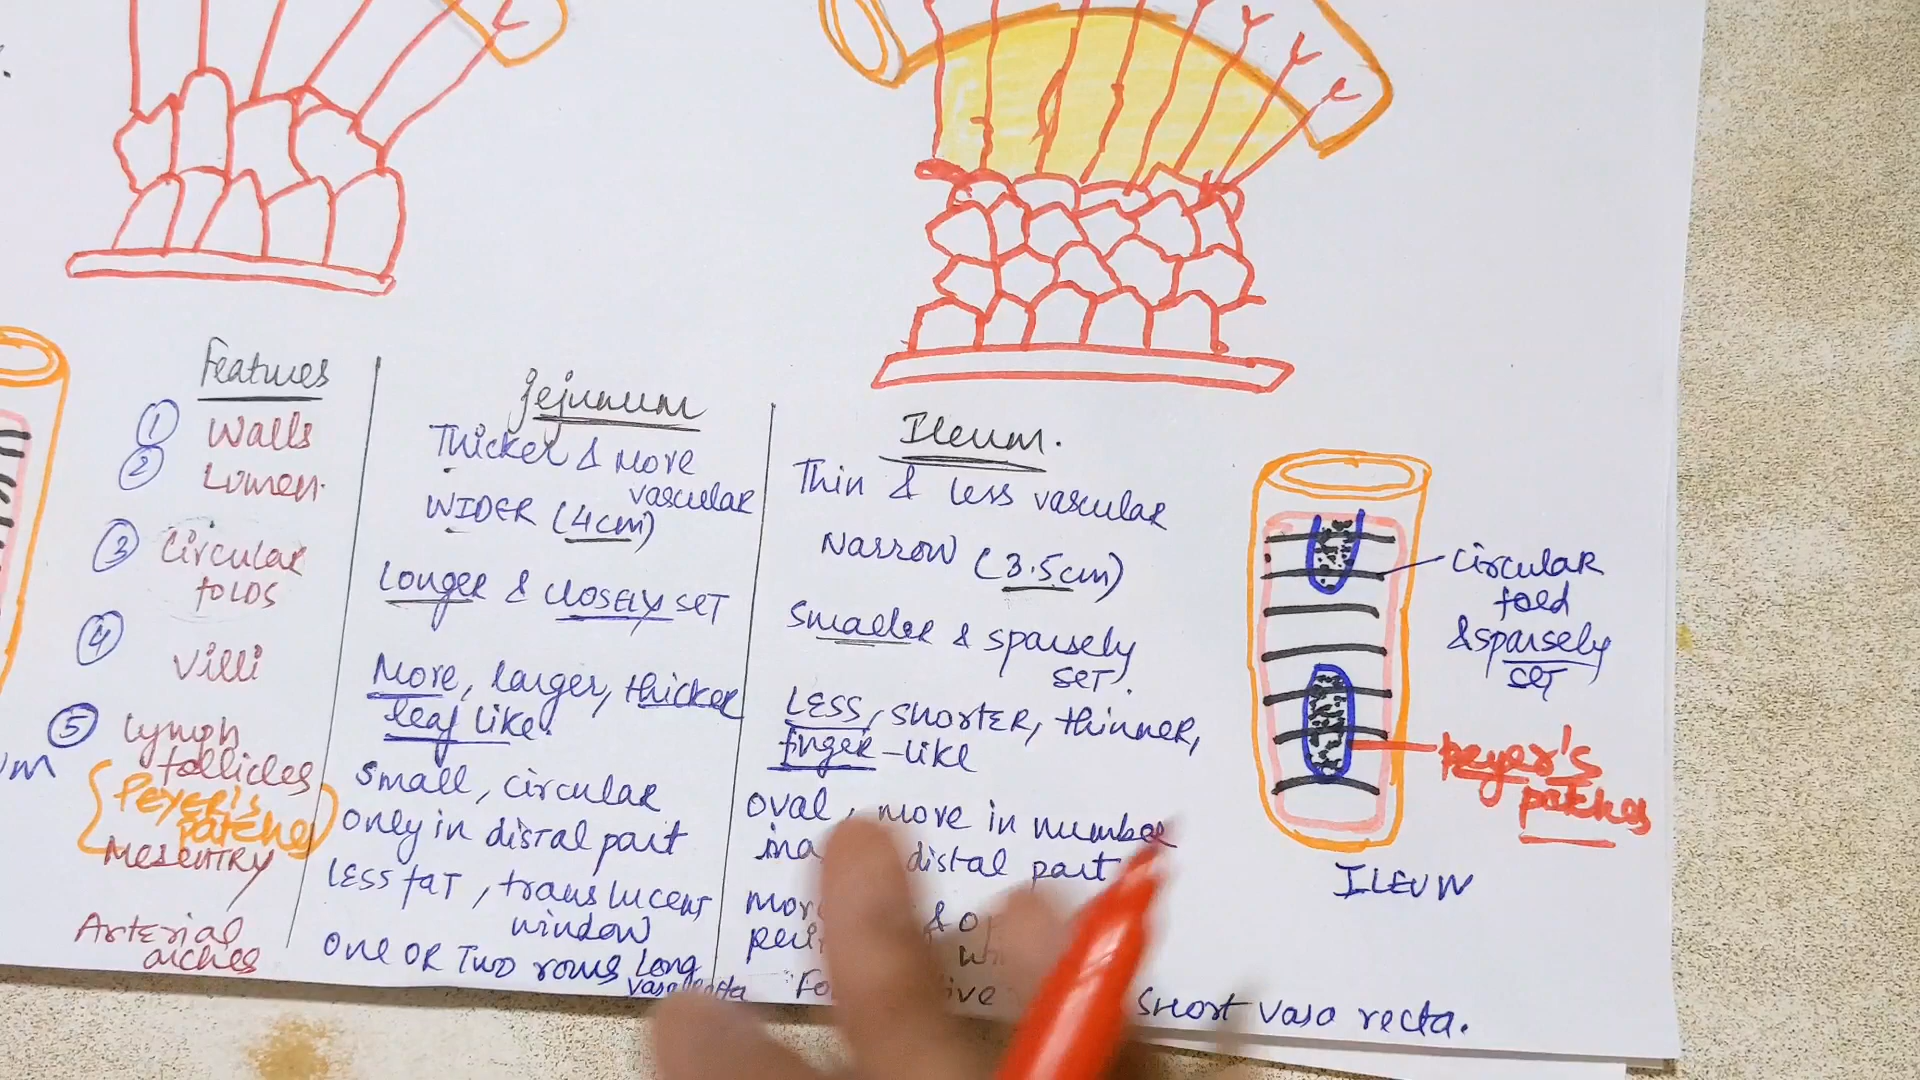 Features
Jejunum
Ileum.
① Walls
Thicker & More
vascular
Thin & less vascular
② Lumen.
WIDER (4cm)
Narrow (3.5cm)
③ Circular
folds
Longer & closely set
Smaller & sparsely
set.
④ Villi
More, larger, thicker
leaf like.
LESS, shorter, thinner,
finger-like
⑤ Lymph
follicles
(Peyer's
patches)
small, circular
only in distal part
oval, more in number
distal part
Mesentry
Less fat, translucent
window
Arterial
arches
One or Two rows Long
short vasa recta.
circular
fold
& sparsely
set
peyer's
patches
ILEUM
um